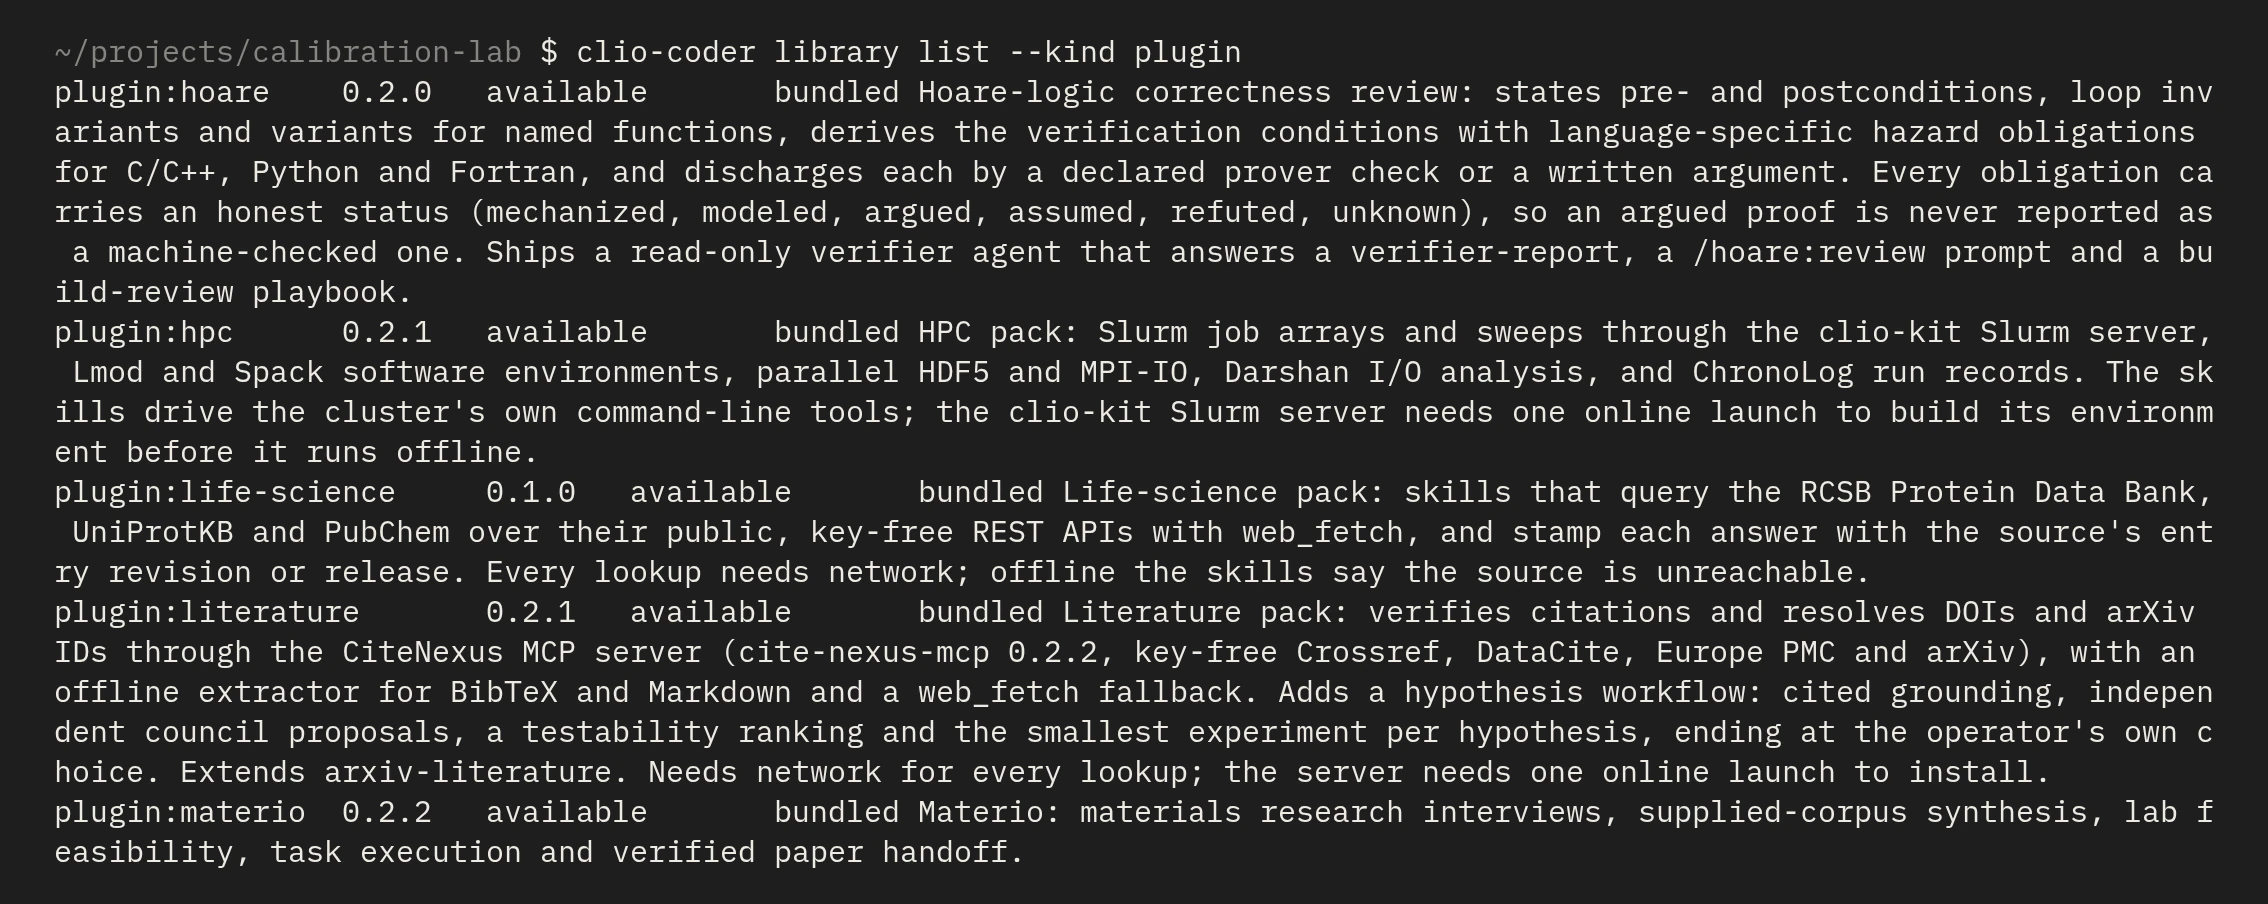 ~/projects/calibration-lab $ clio-coder library list --kind plugin
plugin:hoare    0.2.0   available       bundled Hoare-logic correctness review: states pre- and postconditions, loop inv
ariants and variants for named functions, derives the verification conditions with language-specific hazard obligations
for C/C++, Python and Fortran, and discharges each by a declared prover check or a written argument. Every obligation ca
rries an honest status (mechanized, modeled, argued, assumed, refuted, unknown), so an argued proof is never reported as
 a machine-checked one. Ships a read-only verifier agent that answers a verifier-report, a /hoare:review prompt and a bu
ild-review playbook.
plugin:hpc      0.2.1   available       bundled HPC pack: Slurm job arrays and sweeps through the clio-kit Slurm server,
 Lmod and Spack software environments, parallel HDF5 and MPI-IO, Darshan I/O analysis, and ChronoLog run records. The sk
ills drive the cluster's own command-line tools; the clio-kit Slurm server needs one online launch to build its environm
ent before it runs offline.
plugin:life-science     0.1.0   available       bundled Life-science pack: skills that query the RCSB Protein Data Bank,
 UniProtKB and PubChem over their public, key-free REST APIs with web_fetch, and stamp each answer with the source's ent
ry revision or release. Every lookup needs network; offline the skills say the source is unreachable.
plugin:literature       0.2.1   available       bundled Literature pack: verifies citations and resolves DOIs and arXiv
IDs through the CiteNexus MCP server (cite-nexus-mcp 0.2.2, key-free Crossref, DataCite, Europe PMC and arXiv), with an
offline extractor for BibTeX and Markdown and a web_fetch fallback. Adds a hypothesis workflow: cited grounding, indepen
dent council proposals, a testability ranking and the smallest experiment per hypothesis, ending at the operator's own c
hoice. Extends arxiv-literature. Needs network for every lookup; the server needs one online launch to install.
plugin:materio  0.2.2   available       bundled Materio: materials research interviews, supplied-corpus synthesis, lab f
easibility, task execution and verified paper handoff.